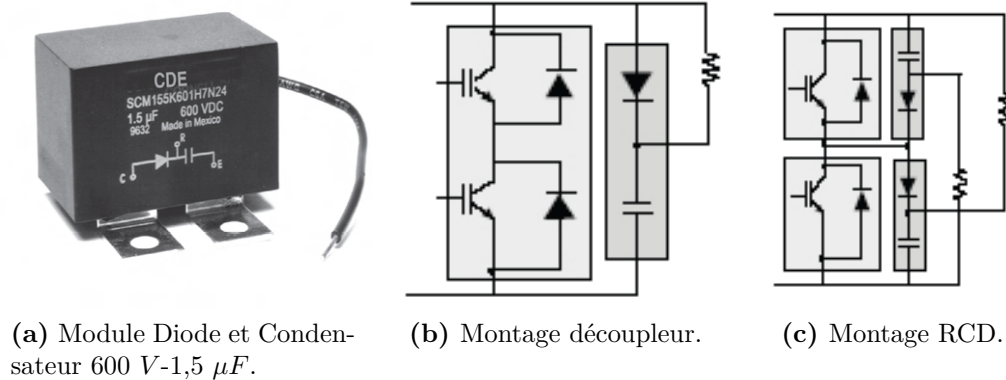 CDE
SCM155K601H7N24
1.5 µF 600 VDC
9632 Made in Mexico
R
C
E
(a) Module Diode et Conden-
sateur 600 V-1,5 µF.
(b) Montage découpleur.
(c) Montage RCD.